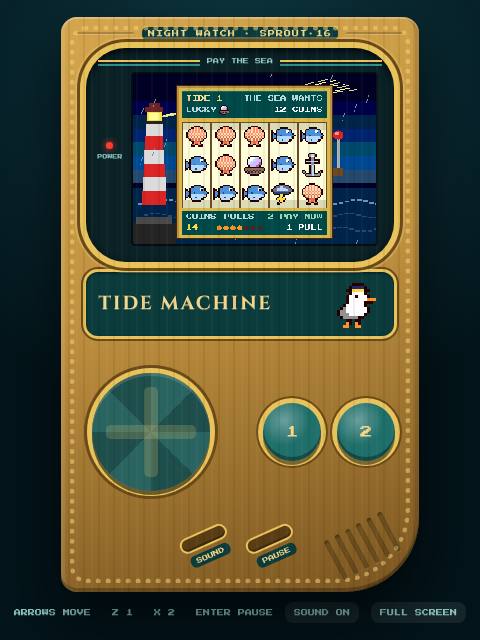 NIGHT WATCH · SPROUT·16
PAY THE SEA
TIDE 1 THE SEA WANTS
LUCKY 12 COINS
POWER
COINS PULLS 2 PAY NOW
14 1 PULL
TIDE MACHINE
1 2
SOUND PAUSE
ARROWS MOVE Z 1 X 2 ENTER PAUSE SOUND ON FULL SCREEN